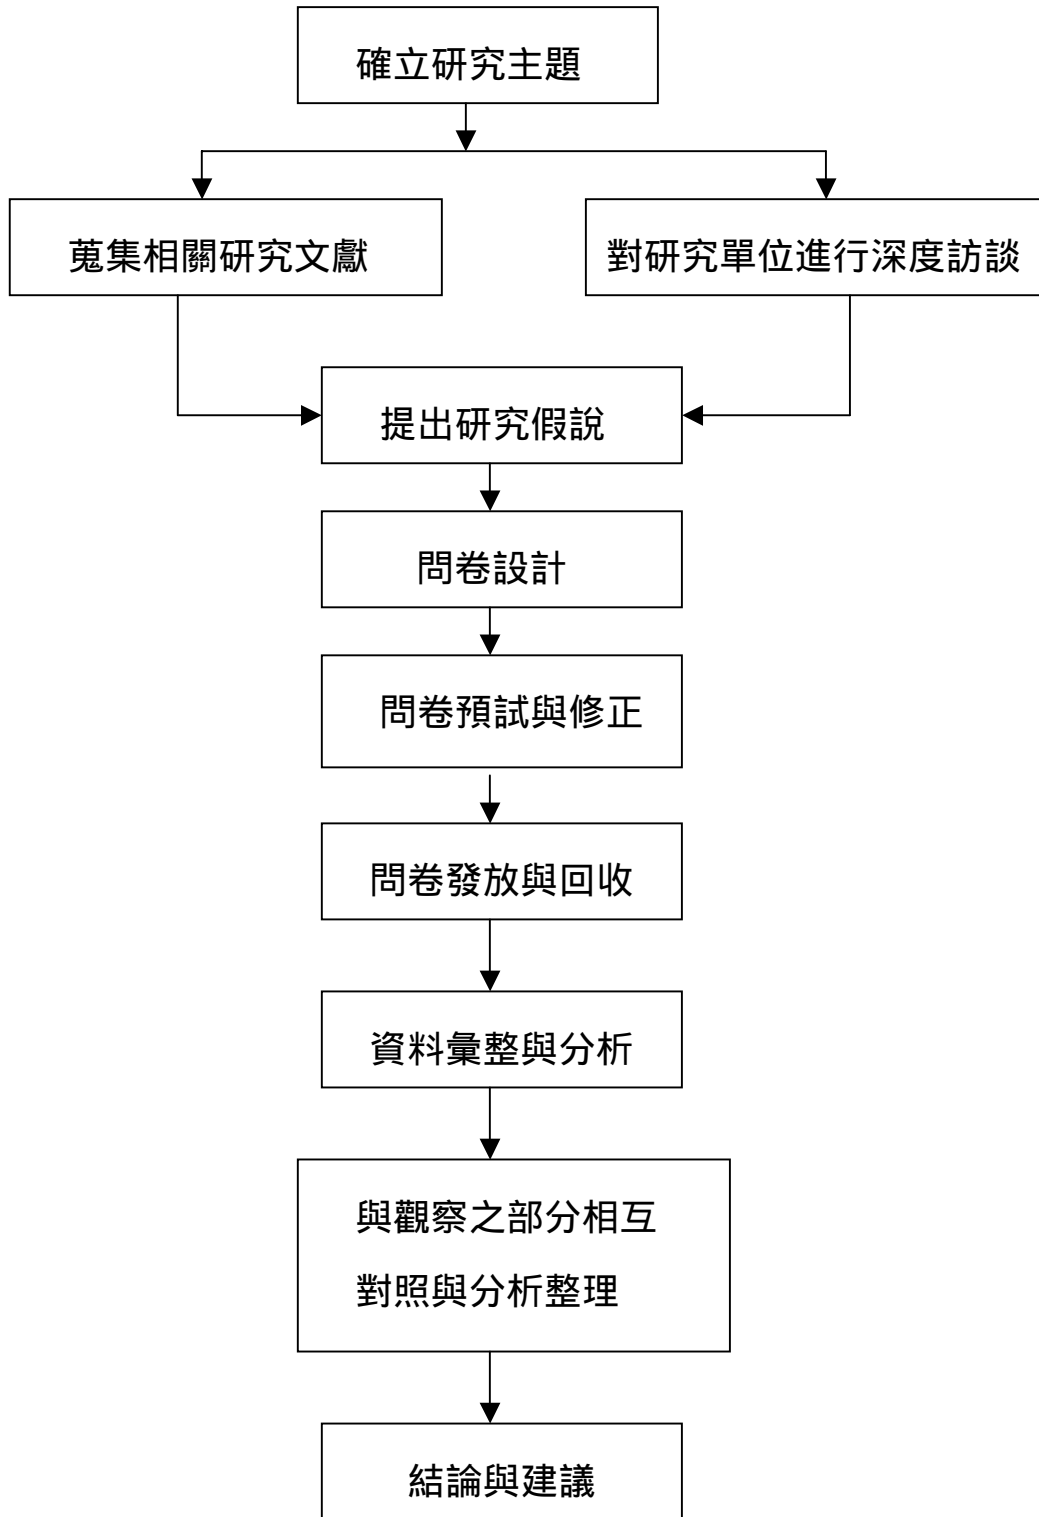 確立研究主題
蒐集相關研究文獻
對研究單位進行深度訪談
提出研究假說
問卷設計
問卷預試與修正
問卷發放與回收
資料彙整與分析
與觀察之部分相互
對照與分析整理
結論與建議